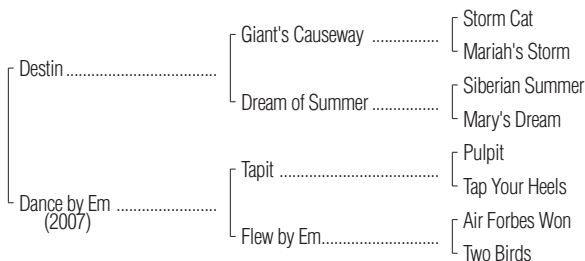 Storm Cat
Giant's Causeway ................
Mariah's Storm
Destin ....................................
Siberian Summer
Dream of Summer ................
Mary's Dream
Pulpit
Tapit ......................................
Tap Your Heels
Dance by Em ........................
(2007)
Air Forbes Won
Flew by Em............................
Two Birds